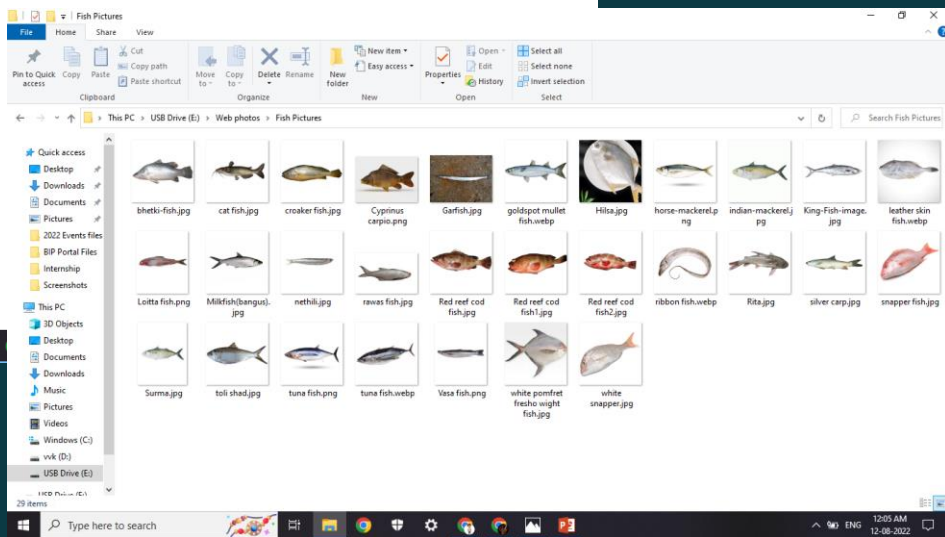 Fish Pictures
File Home Share View
Pin to Quick access
Copy
Paste
Cut
Copy path
Paste shortcut
Move to
Copy to
Delete
Rename
New folder
New item
Easy access
Properties
Open
Edit
History
Select all
Select none
Invert selection
Clipboard Organize New Open Select
This PC > USB Drive (E:) > Web photos > Fish Pictures
Search Fish Pictures
Quick access
Desktop
Downloads
Documents
Pictures
2022 Events files
BIP Portal Files
Internship
Screenshots
This PC
3D Objects
Desktop
Documents
Downloads
Music
Pictures
Videos
Windows (C:)
vvk (D:)
USB Drive (E:)
USB Drive (E:)
bhetki-fish.jpg
cat fish.jpg
croaker fish.jpg
Cyprinus
carpio.png
Garfish.jpg
goldspot mullet
fish.webp
Hilsa.jpg
horse-mackerel.p
ng
indian-mackerel.j
pg
King-Fish-image.
jpg
leather skin
fish.webp
Loitta fish.png
Milkfish(bangus).
jpg
nethili.jpg
rawas fish.jpg
Red reef cod
fish.jpg
Red reef cod
fish1.jpg
Red reef cod
fish2.jpg
ribbon fish.webp
Rita.jpg
silver carp.jpg
snapper fish.jpg
Surma.jpg
toli shad.jpg
tuna fish.png
tuna fish.webp
Vasa fish.png
white pomfret
fresho wight
fish.jpg
white
snapper.jpg
29 items
Type here to search
ENG
12:05 AM
12-08-2022